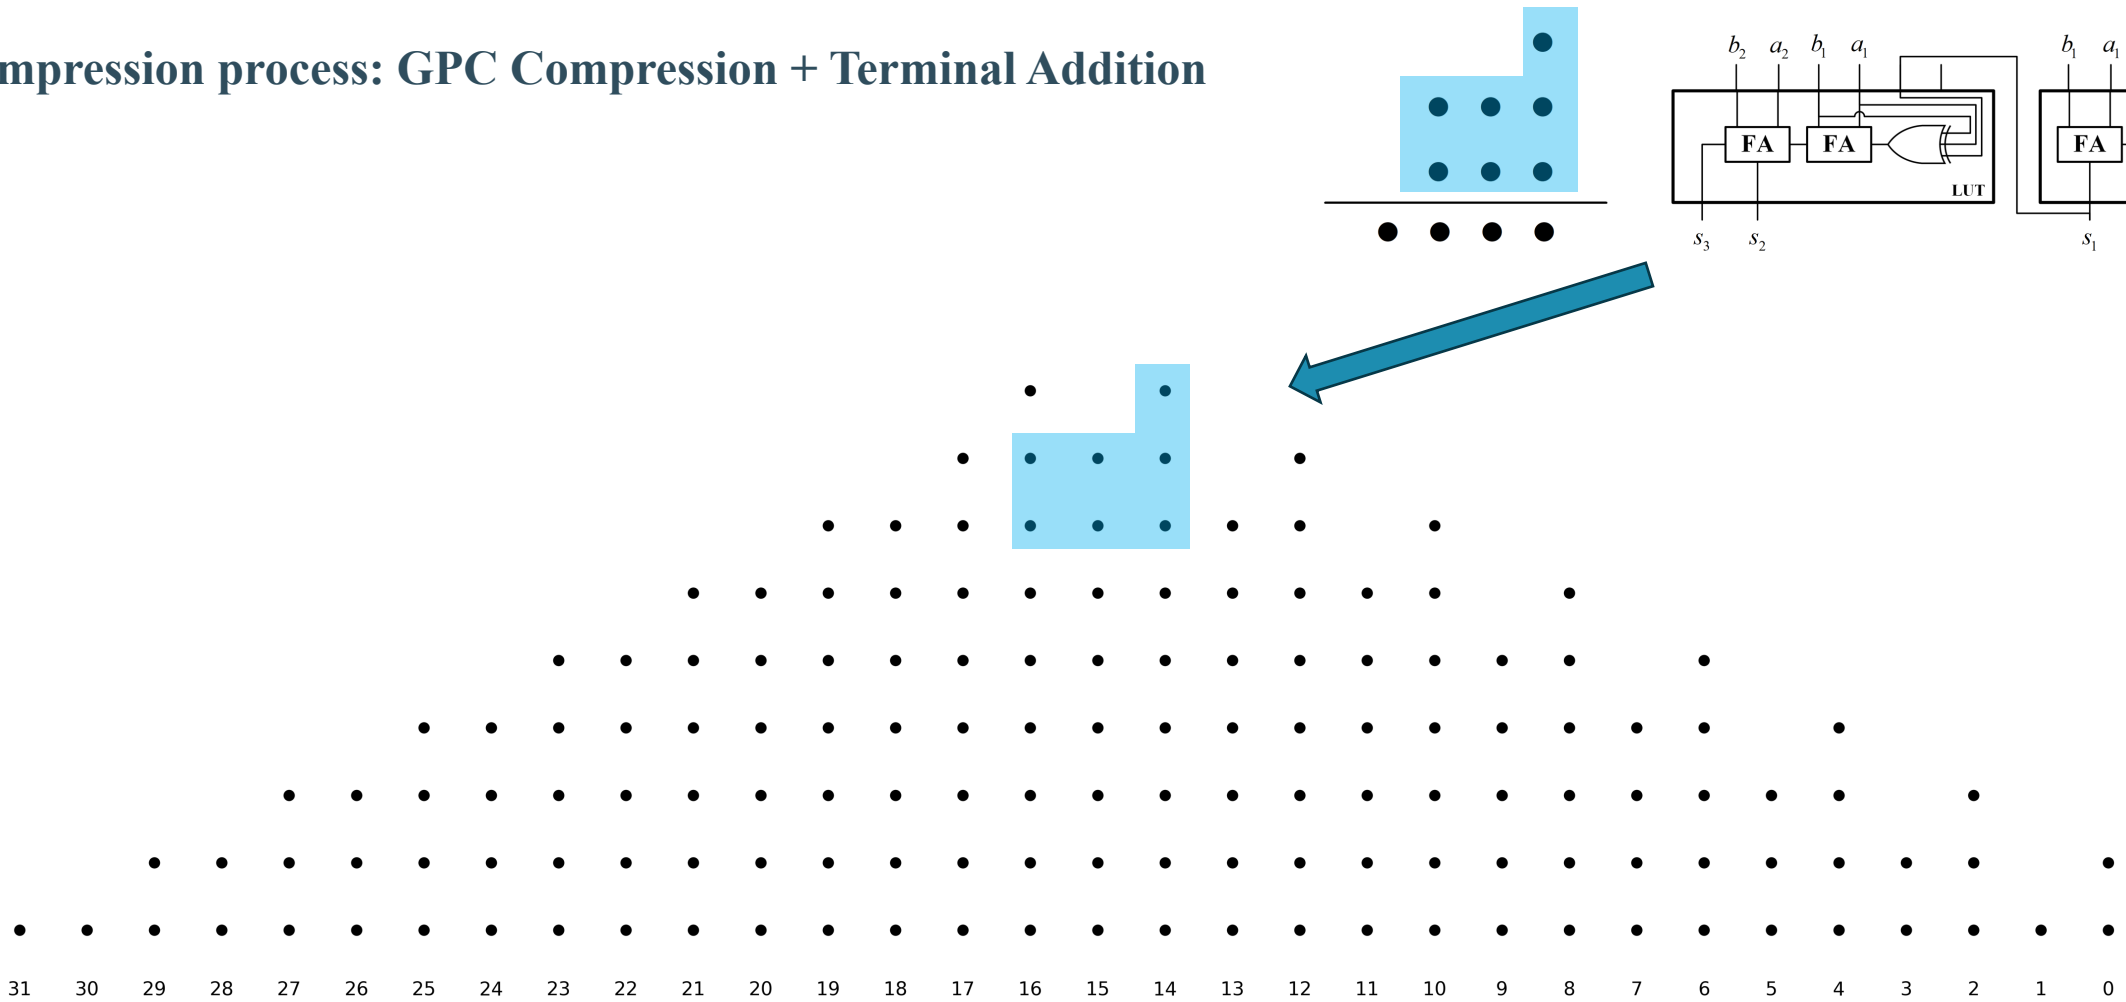 mpression process: GPC Compression + Terminal Addition
b2 a2 b1 a1 b1 a1
FA FA FA
LUT
s3 s2 s1
31 30 29 28 27 26 25 24 23 22 21 20 19 18 17 16 15 14 13 12 11 10 9 8 7 6 5 4 3 2 1 0